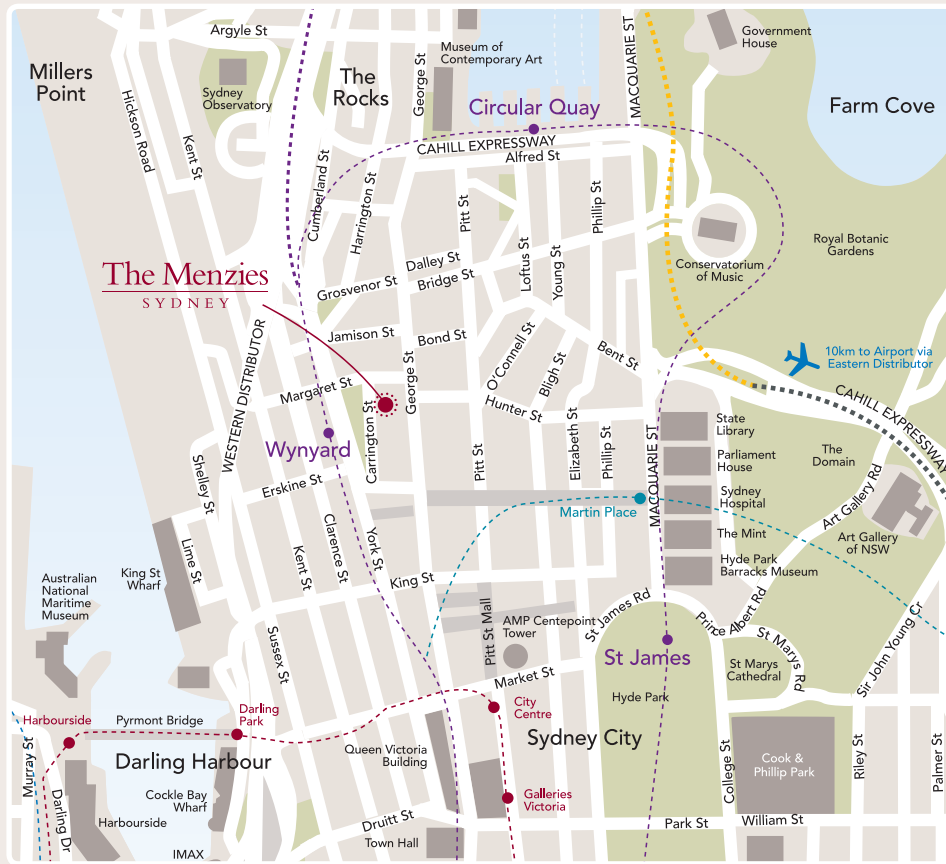 Argyle St
Millers
Point
Hickson Road
Kent St
Sydney
Observatory
The
Rocks
George St
Museum of
Contemporary Art
Circular Quay
MACQUARIE ST
Government
House
Farm Cove
CAHILL EXPRESSWAY
Alfred St
Cumberland St
Harrington St
Pitt St
Loftus St
Young St
Phillip St
Conservatorium
of Music
Royal Botanic
Gardens
The Menzies
SYDNEY
Dalley St
Bridge St
Grosvenor St
Jamison St
Bond St
George St
O'Connell St
Bligh St
Bent St
Hunter St
10km to Airport via
Eastern Distributor
CAHILL EXPRESSWAY
WESTERN DISTRIBUTOR
Margaret St
Carrington St
Wynyard
Pitt St
Elizabeth St
Phillip St
MACQUARIE ST
State
Library
Parliament
House
Sydney
Hospital
The Mint
Hyde Park
Barracks Museum
The
Domain
Art Gallery Rd
Art Gallery
of NSW
Shelley St
Erskine St
Martin Place
Lime St
Kent St
Clarence St
York St
King St
King St
Wharf
Australian
National
Maritime
Museum
Sussex St
Pitt St Mall
AMP Centepoint
Tower
St James Rd
Prince Albert Rd
St Marys Rd
St James
St Marys
Cathedral
Sir John Young Cr
Market St
Hyde Park
Harbourside
Pyrmont Bridge
Darling
Park
City
Centre
Sydney City
Murray St
Darling Harbour
Queen Victoria
Building
Cook &
Phillip Park
College St
Riley St
Palmer St
Darling Dr
Cockle Bay
Wharf
Harbourside
Galleries
Victoria
Druitt St
Town Hall
Park St
William St
IMAX